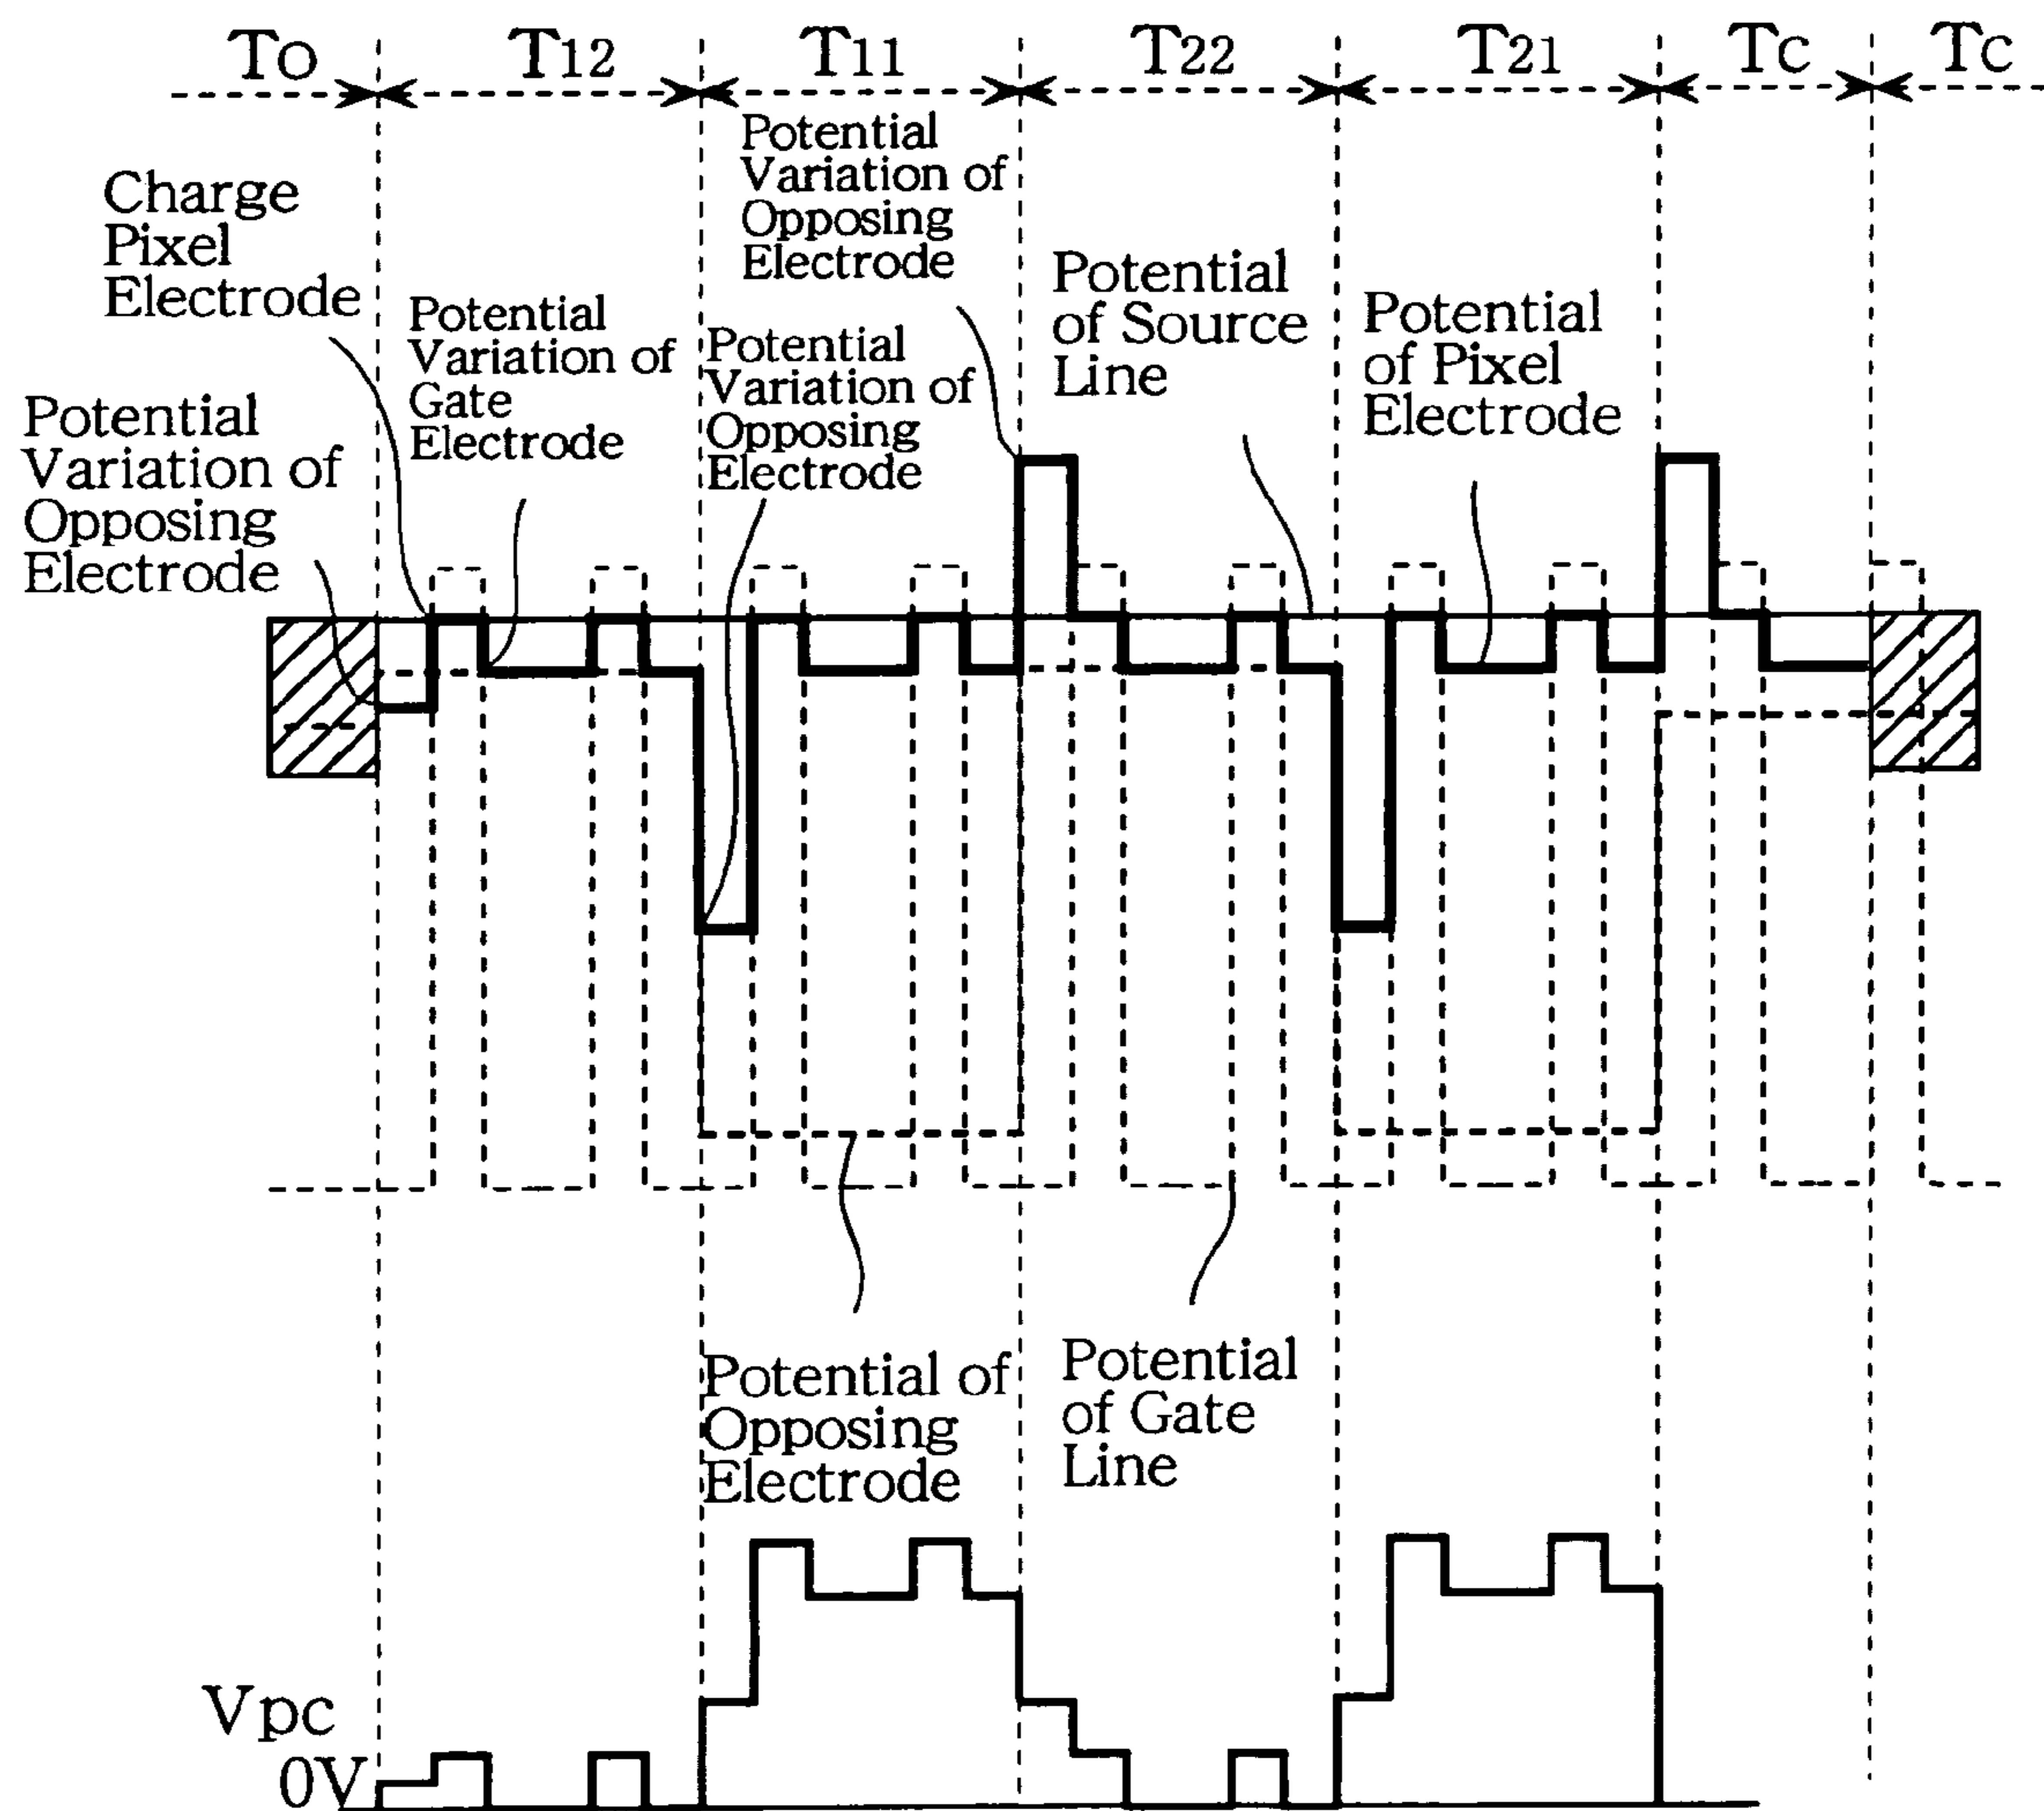 To T12 T11 T22 T21 Tc Tc
Potential
Variation of
Opposing
Electrode
Charge
Pixel
Electrode
Potential
of Source
Line
Potential
of Pixel
Electrode
Potential
Variation of
Gate
Electrode
Potential
Variation of
Opposing
Electrode
Potential
Variation of
Opposing
Electrode
Potential of
Opposing
Electrode
Potential
of Gate
Line
Vpc
0V